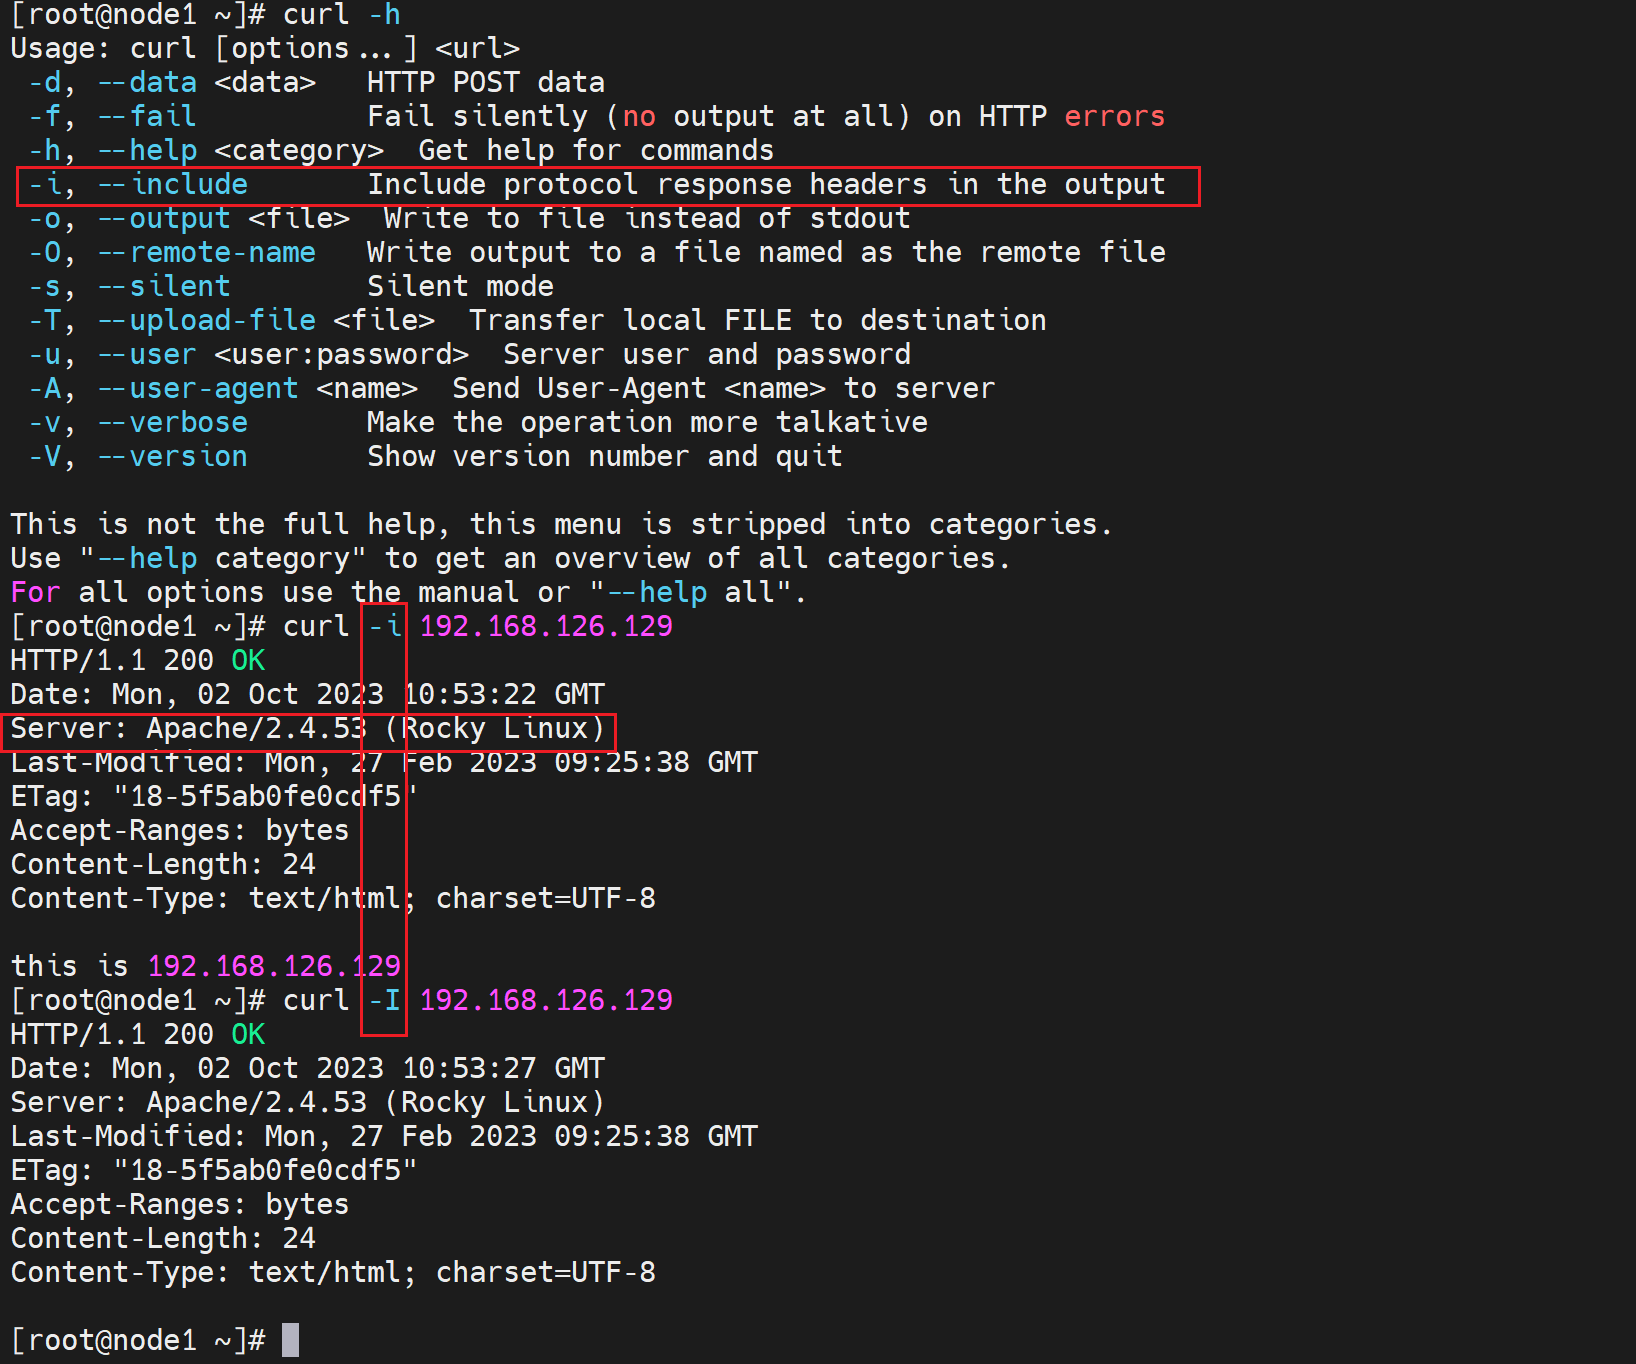 [root@node1 ~]# curl -h
Usage: curl [options...] <url>
 -d, --data <data>   HTTP POST data
 -f, --fail          Fail silently (no output at all) on HTTP errors
 -h, --help <category>  Get help for commands
 -i, --include       Include protocol response headers in the output
 -o, --output <file>  Write to file instead of stdout
 -O, --remote-name   Write output to a file named as the remote file
 -s, --silent        Silent mode
 -T, --upload-file <file>  Transfer local FILE to destination
 -u, --user <user:password>  Server user and password
 -A, --user-agent <name>  Send User-Agent <name> to server
 -v, --verbose       Make the operation more talkative
 -V, --version       Show version number and quit

This is not the full help, this menu is stripped into categories.
Use "--help category" to get an overview of all categories.
For all options use the manual or "--help all".
[root@node1 ~]# curl -i 192.168.126.129
HTTP/1.1 200 OK
Date: Mon, 02 Oct 2023 10:53:22 GMT
Server: Apache/2.4.53 (Rocky Linux)
Last-Modified: Mon, 27 Feb 2023 09:25:38 GMT
ETag: "18-5f5ab0fe0cdf5"
Accept-Ranges: bytes
Content-Length: 24
Content-Type: text/html; charset=UTF-8

this is 192.168.126.129
[root@node1 ~]# curl -I 192.168.126.129
HTTP/1.1 200 OK
Date: Mon, 02 Oct 2023 10:53:27 GMT
Server: Apache/2.4.53 (Rocky Linux)
Last-Modified: Mon, 27 Feb 2023 09:25:38 GMT
ETag: "18-5f5ab0fe0cdf5"
Accept-Ranges: bytes
Content-Length: 24
Content-Type: text/html; charset=UTF-8

[root@node1 ~]#